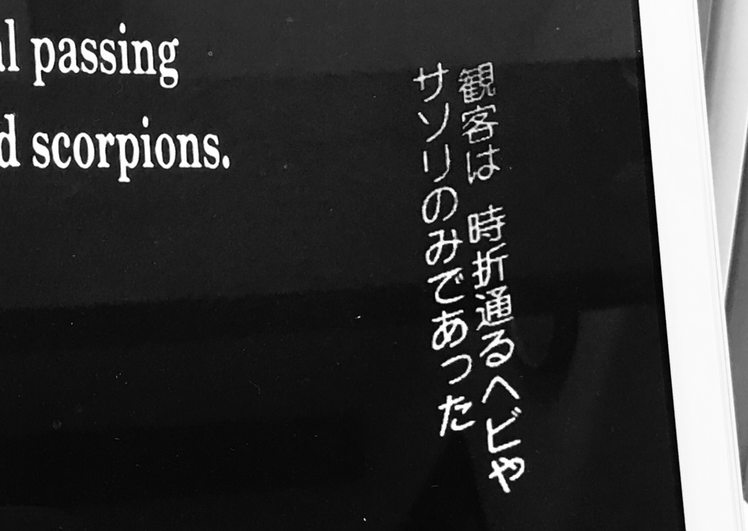 al passing
d scorpions.
観客は 時折通るヘビや
サソリのみであった